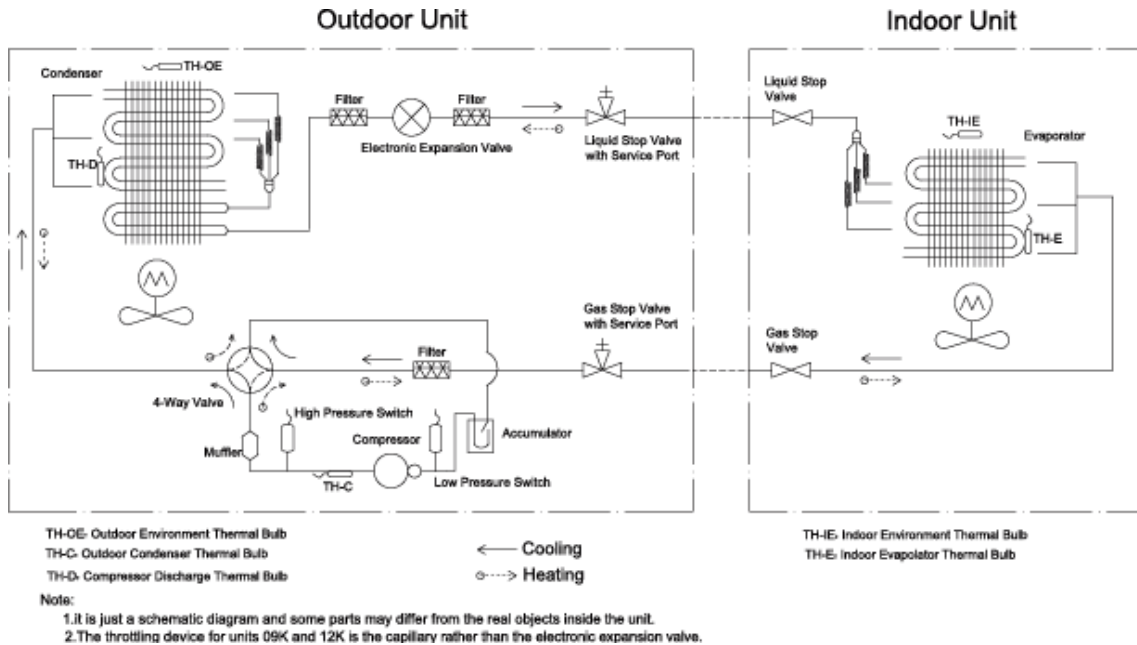 Outdoor Unit
Indoor Unit
Condenser
TH-OE
Filter
Filter
Electronic Expansion Valve
Liquid Stop Valve
with Service Port
TH-D
Liquid Stop
Valve
TH-IE
Evaporator
TH-E
Gas Stop Valve
with Service Port
Gas Stop
Valve
Filter
4-Way Valve
High Pressure Switch
Muffler
Compressor
Accumulator
TH-C
Low Pressure Switch
TH-OE- Outdoor Environment Thermal Bulb
TH-C- Outdoor Condenser Thermal Bulb
TH-D- Compressor Discharge Thermal Bulb
Cooling
Heating
TH-IE- Indoor Environment Thermal Bulb
TH-E- Indoor Evapolator Thermal Bulb
Note:
1.it is just a schematic diagram and some parts may differ from the real objects inside the unit.
2.The throttling device for units 09K and 12K is the capillary rather than the electronic expansion valve.